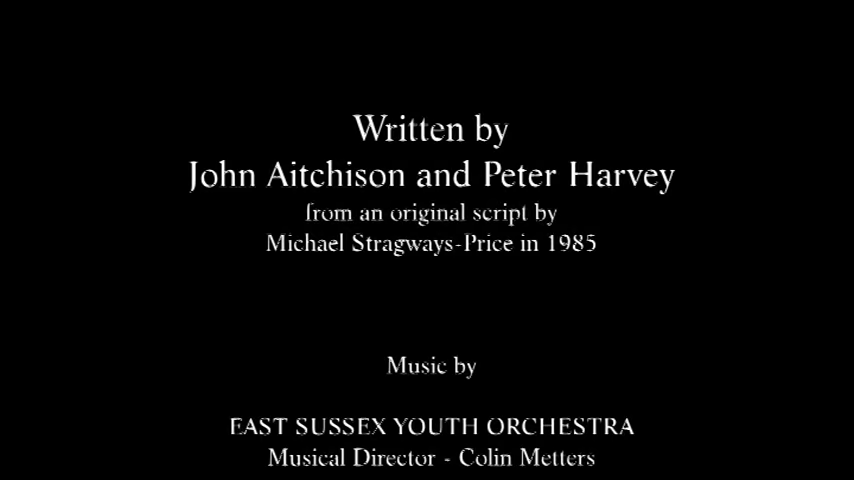 Written by
John Aitchison and Peter Harvey
from an original script by
Michael Stragways-Price in 1985
Music by
EAST SUSSEX YOUTH ORCHESTRA
Musical Director - Colin Metters